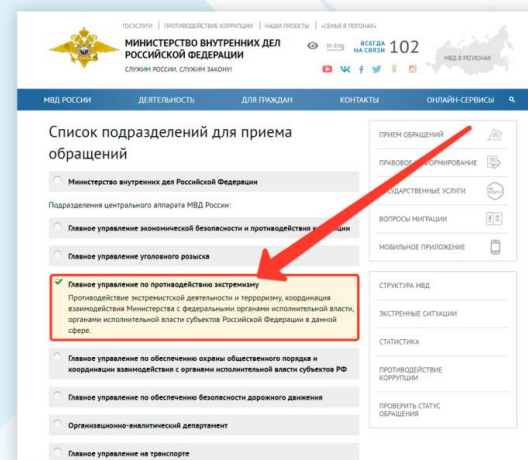 ГОСУСЛУГИ | ПРОТИВОДЕЙСТВИЕ КОРРУПЦИИ | НАШИ ПРОЕКТЫ | «СЕМЬЯ В ПОГОНАХ»
МИНИСТЕРСТВО ВНУТРЕННИХ ДЕЛ
РОССИЙСКОЙ ФЕДЕРАЦИИ
СЛУЖИМ РОССИИ, СЛУЖИМ ЗАКОНУ!
In Eng
ВСЕГДА
НА СВЯЗИ 102
МВД В РЕГИОНАХ
МВД РОССИИ ДЕЯТЕЛЬНОСТЬ ДЛЯ ГРАЖДАН КОНТАКТЫ ОНЛАЙН-СЕРВИСЫ
Список подразделений для приема
обращений
Министерство внутренних дел Российской Федерации
Подразделения центрального аппарата МВД России:
Главное управление экономической безопасности и противодействия
Главное управление уголовного розыска
Главное управление по противодействию экстремизму
Противодействие экстремистской деятельности и терроризму, координация
взаимодействия Министерства с федеральными органами исполнительной власти,
органами исполнительной власти субъектов Российской Федерации в данной
сфере.
Главное управление по обеспечению охраны общественного порядка и
координации взаимодействия с органами исполнительной власти субъектов РФ
Главное управление по обеспечению безопасности дорожного движения
Организационно-аналитический департамент
Главное управление на транспорте
ПРИЕМ ОБРАЩЕНИЙ
ПРАВОВОЕ
УСЛУГИ
ВОПРОСЫ МИГРАЦИИ
МОБИЛЬНОЕ ПРИЛОЖЕНИЕ
СТРУКТУРА МВД
ЭКСТРЕННЫЕ СИТУАЦИИ
СТАТИСТИКА
ПРОТИВОДЕЙСТВИЕ
КОРРУПЦИИ
ПРОВЕРИТЬ СТАТУС
ОБРАЩЕНИЯ